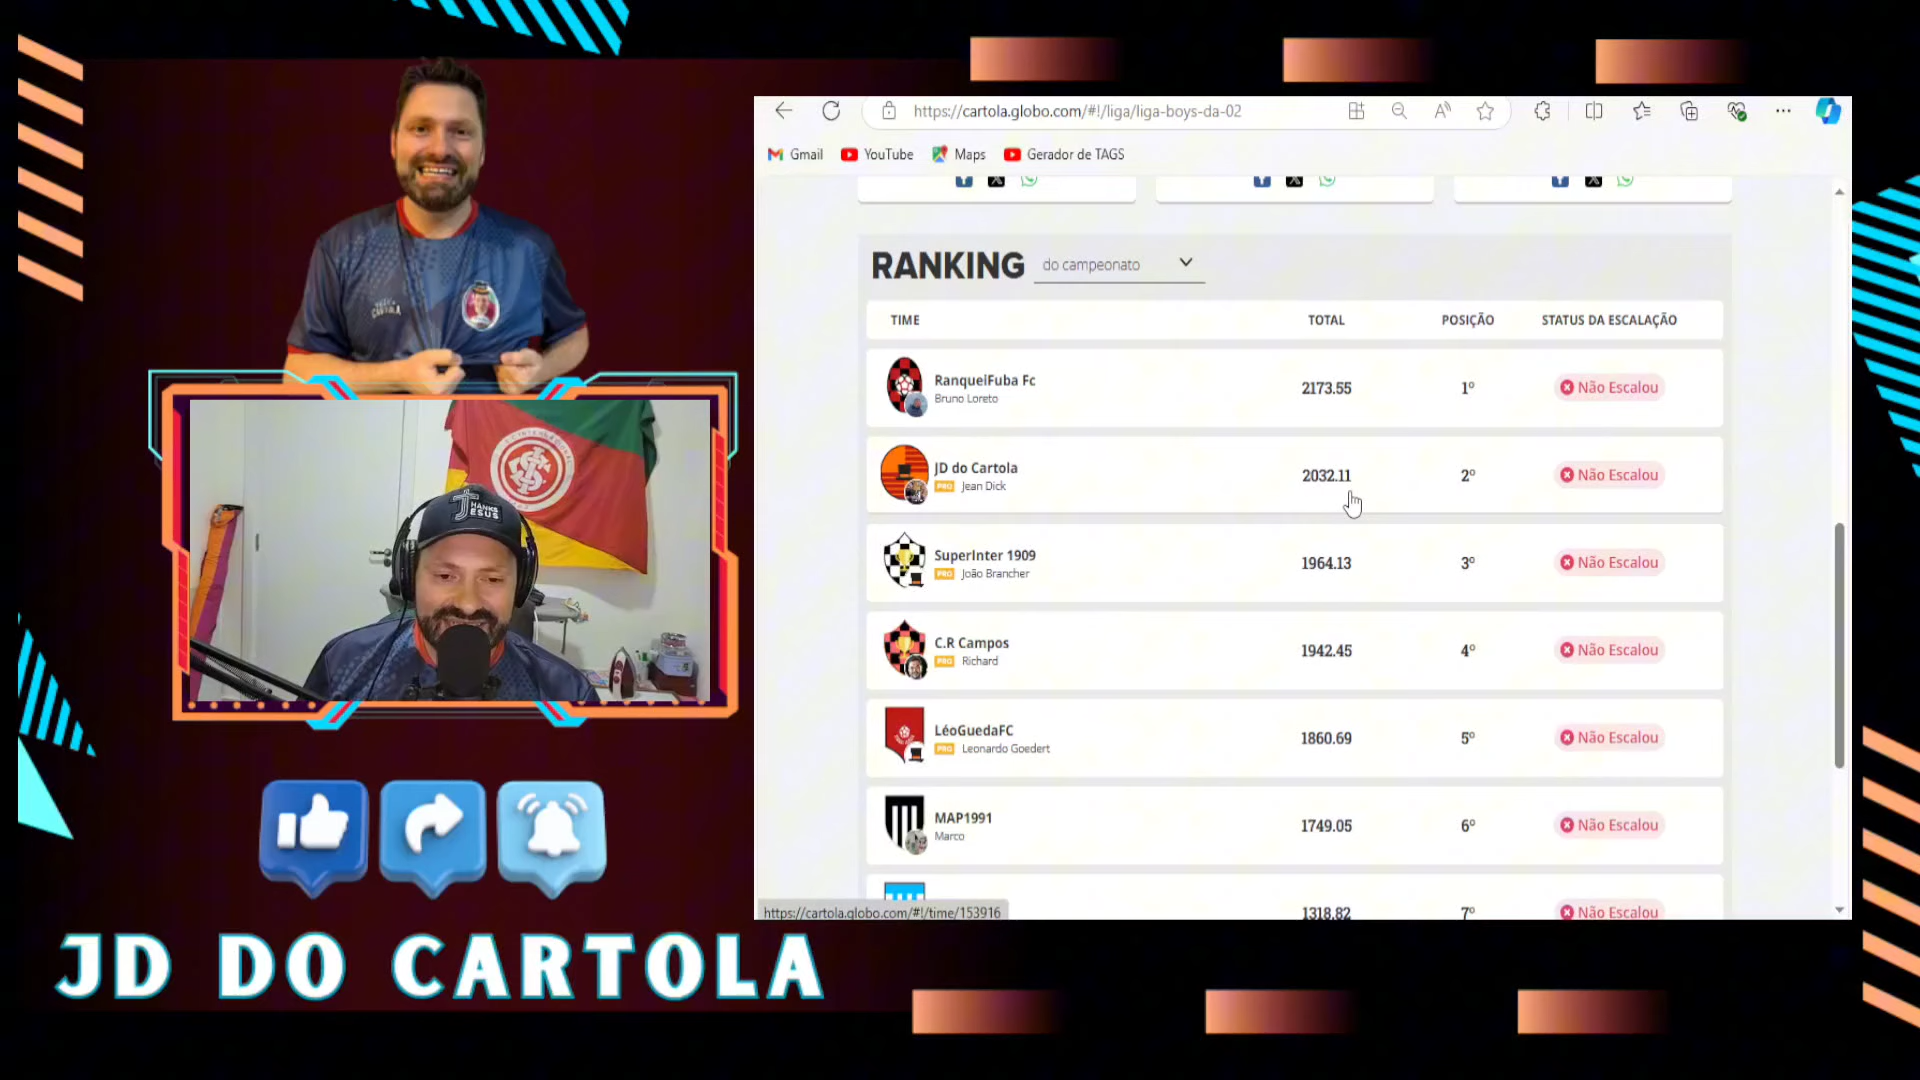 https://cartola.globo.com/#!/liga/liga-boys-da-02
Gmail
YouTube
Maps
Gerador de TAGS
RANKING do campeonato
TIME TOTAL POSIÇÃO STATUS DA ESCALAÇÃO
RanqueiFuba Fc
Bruno Loreto
2173.55 1º Não Escalou
JD do Cartola
PRO Jean Dick
2032.11 2º Não Escalou
SuperInter 1909
PRO João Brancher
1964.13 3º Não Escalou
C.R Campos
PRO Richard
1942.45 4º Não Escalou
LéoGuedaFC
PRO Leonardo Goedert
1860.69 5º Não Escalou
MAP1991
Marco
1749.05 6º Não Escalou
1318.82 7º Não Escalou
https://cartola.globo.com/#!/time/153916
THANKS
JESUS
JD DO CARTOLA